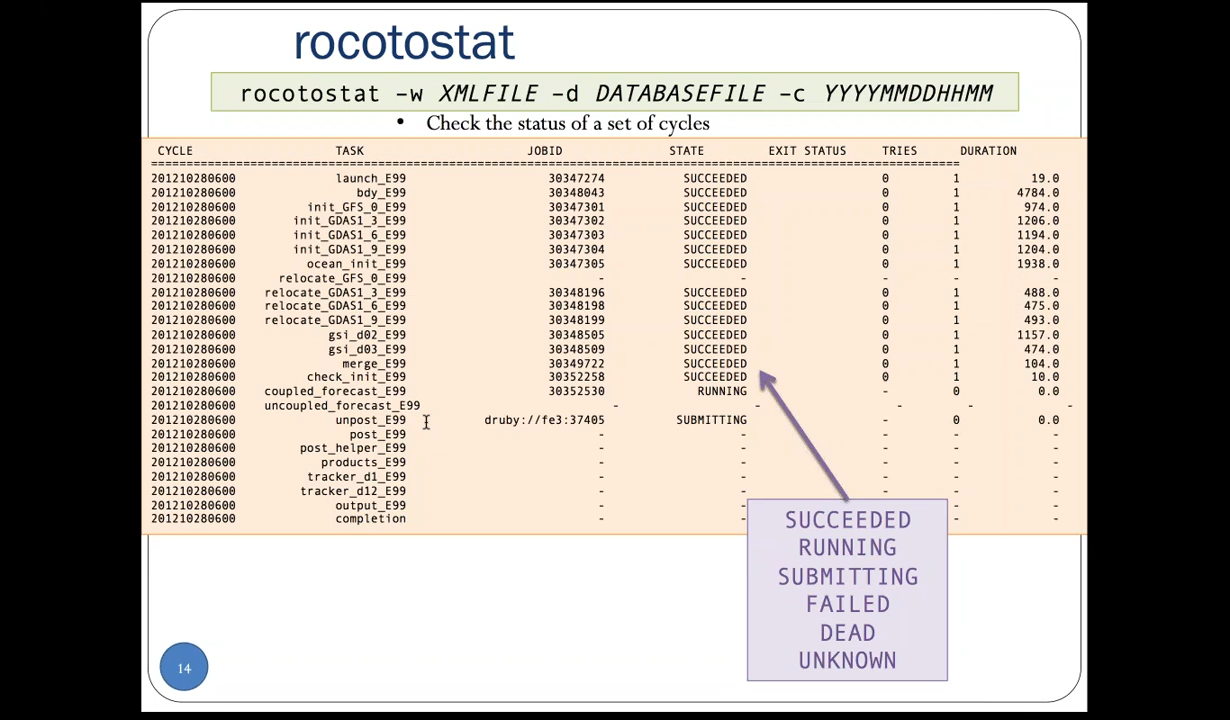 rocotostat
rocotostat –w XMLFILE –d DATABASEFILE –c YYYYMMDDHHMM
• Check the status of a set of cycles
CYCLE TASK JOBID STATE EXIT STATUS TRIES DURATION
================================================================================================================
201210280600 launch_E99 30347274 SUCCEEDED 0 1 19.0
201210280600 bdy_E99 30348043 SUCCEEDED 0 1 4784.0
201210280600 init_GFS_0_E99 30347301 SUCCEEDED 0 1 974.0
201210280600 init_GDAS1_3_E99 30347302 SUCCEEDED 0 1 1206.0
201210280600 init_GDAS1_6_E99 30347303 SUCCEEDED 0 1 1194.0
201210280600 init_GDAS1_9_E99 30347304 SUCCEEDED 0 1 1204.0
201210280600 ocean_init_E99 30347305 SUCCEEDED 0 1 1938.0
201210280600 relocate_GFS_0_E99 - - - - -
201210280600 relocate_GDAS1_3_E99 30348196 SUCCEEDED 0 1 488.0
201210280600 relocate_GDAS1_6_E99 30348198 SUCCEEDED 0 1 475.0
201210280600 relocate_GDAS1_9_E99 30348199 SUCCEEDED 0 1 493.0
201210280600 gsi_d02_E99 30348505 SUCCEEDED 0 1 1157.0
201210280600 gsi_d03_E99 30348509 SUCCEEDED 0 1 474.0
201210280600 merge_E99 30349722 SUCCEEDED 0 1 104.0
201210280600 check_init_E99 30352258 SUCCEEDED 0 1 10.0
201210280600 coupled_forecast_E99 30352530 RUNNING - 0 0.0
201210280600 uncoupled_forecast_E99 - - - - -
201210280600 unpost_E99 druby://fe3:37405 SUBMITTING - 0 0.0
201210280600 post_E99 - - - - -
201210280600 post_helper_E99 - - - - -
201210280600 products_E99 - - - - -
201210280600 tracker_d1_E99 - - - - -
201210280600 tracker_d12_E99 - - - - -
201210280600 output_E99 - - - -
201210280600 completion - - - -
SUCCEEDED
RUNNING
SUBMITTING
FAILED
DEAD
UNKNOWN
14